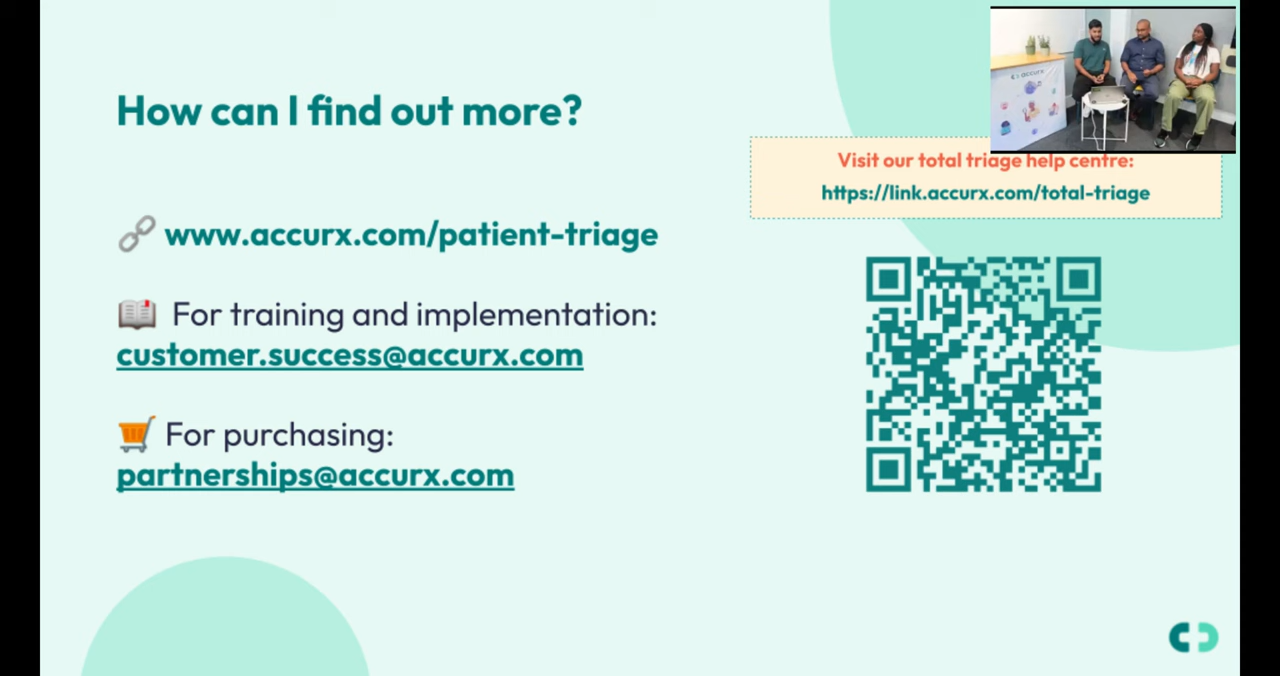 How can I find out more?
www.accurx.com/patient-triage
For training and implementation:
customer.success@accurx.com
For purchasing:
partnerships@accurx.com
accurx
Visit our total triage help centre:
https://link.accurx.com/total-triage